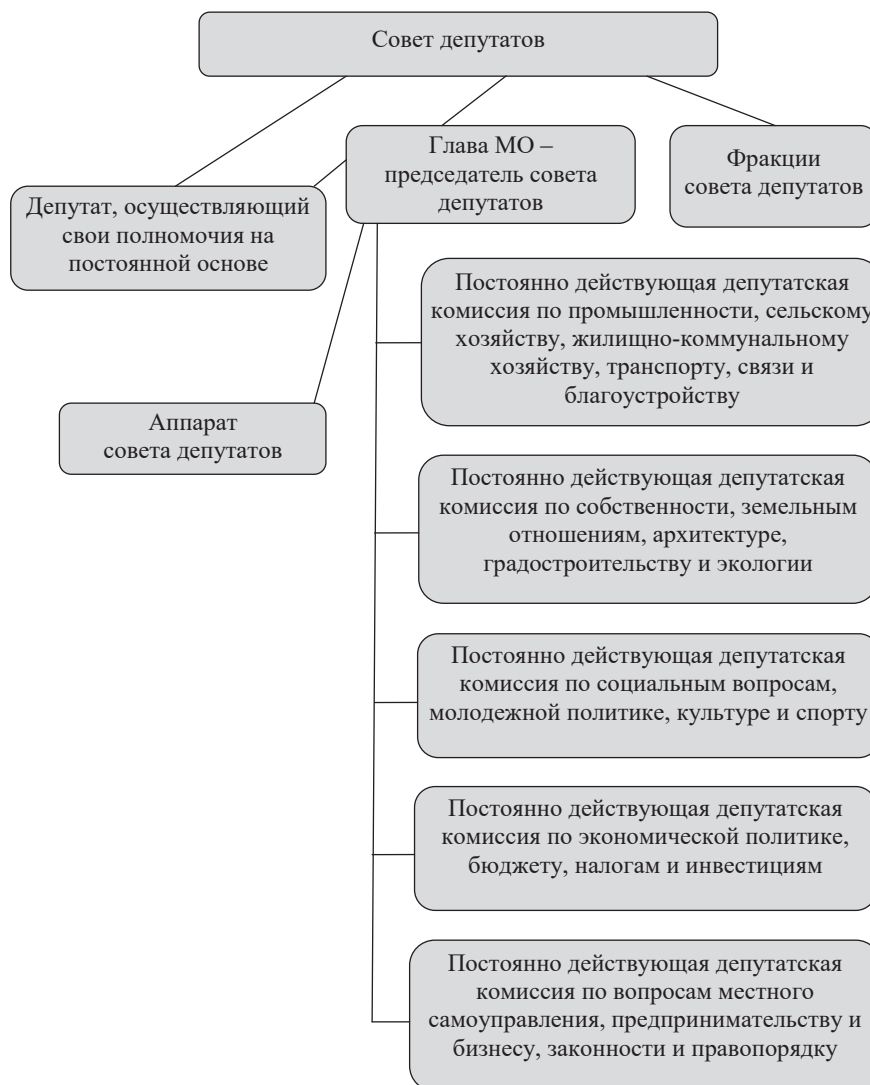 Совет депутатов
Глава МО –
председатель совета
депутатов
Фракции
совета депутатов
Депутат, осуществляющий
свои полномочия на
постоянной основе
Постоянно действующая депутатская
комиссия по промышленности, сельскому
хозяйству, жилищно-коммунальному
хозяйству, транспорту, связи и
благоустройству
Аппарат
совета депутатов
Постоянно действующая депутатская
комиссия по собственности, земельным
отношениям, архитектуре,
градостроительству и экологии
Постоянно действующая депутатская
комиссия по социальным вопросам,
молодежной политике, культуре и спорту
Постоянно действующая депутатская
комиссия по экономической политике,
бюджету, налогам и инвестициям
Постоянно действующая депутатская
комиссия по вопросам местного
самоуправления, предпринимательству и
бизнесу, законности и правопорядку